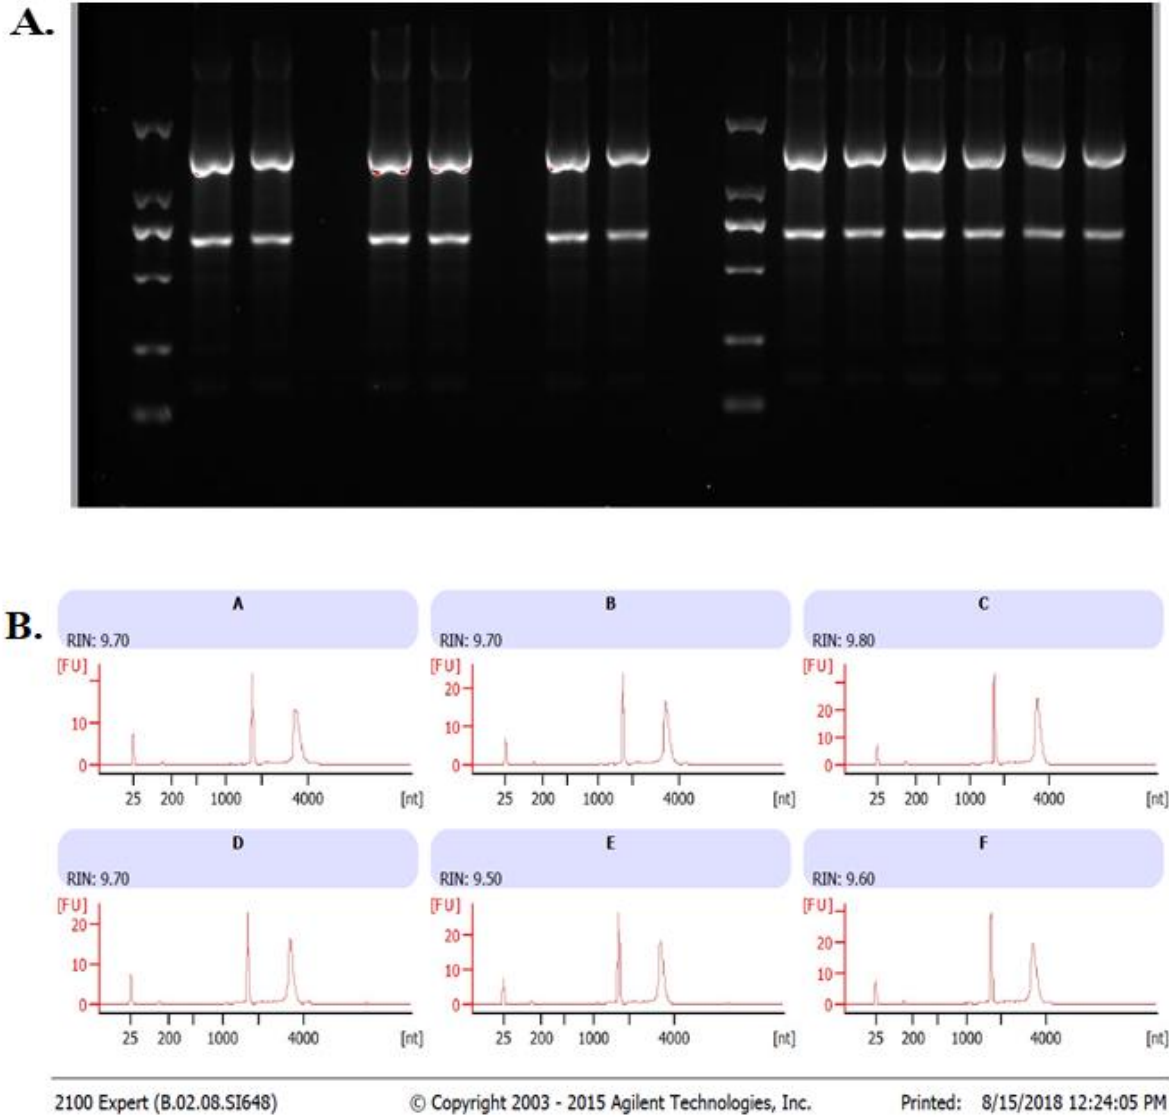 A.
B.
A B C
RIN: 9.70 RIN: 9.70 RIN: 9.80
[FU] [FU] [FU]
20 20
10 10 10
0 0 0
25 200 1000 4000 [nt] 25 200 1000 4000 [nt] 25 200 1000 4000 [nt]
D E F
RIN: 9.70 RIN: 9.50 RIN: 9.60
[FU] [FU] [FU]
20 20 20
10 10 10
0 0 0
25 200 1000 4000 [nt] 25 200 1000 4000 [nt] 25 200 1000 4000 [nt]
2100 Expert (B.02.08.SI648) © Copyright 2003 - 2015 Agilent Technologies, Inc. Printed: 8/15/2018 12:24:05 PM